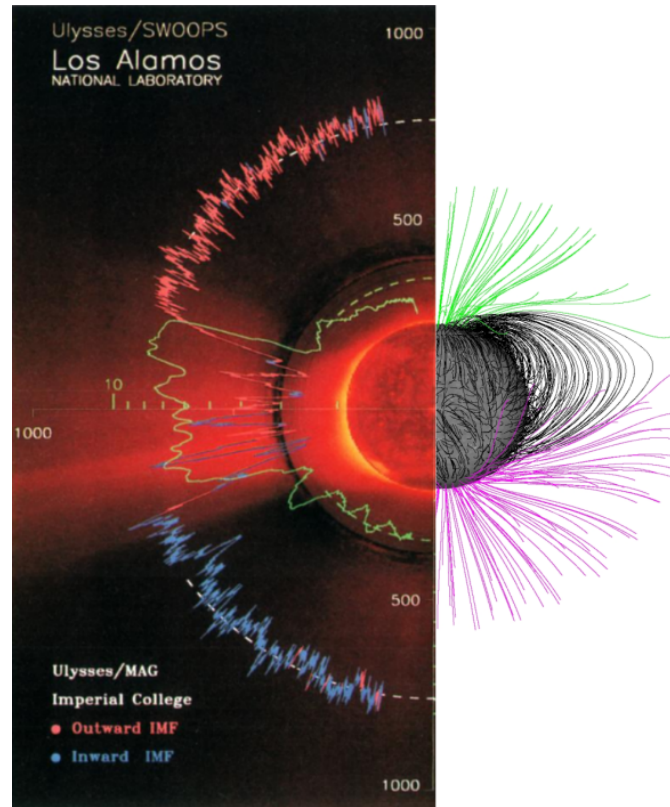 Ulysses/SWOOPS
Los Alamos
NATIONAL LABORATORY
1000
500
10
1000
500
Ulysses/MAG
Imperial College
Outward IMF
Inward IMF
1000